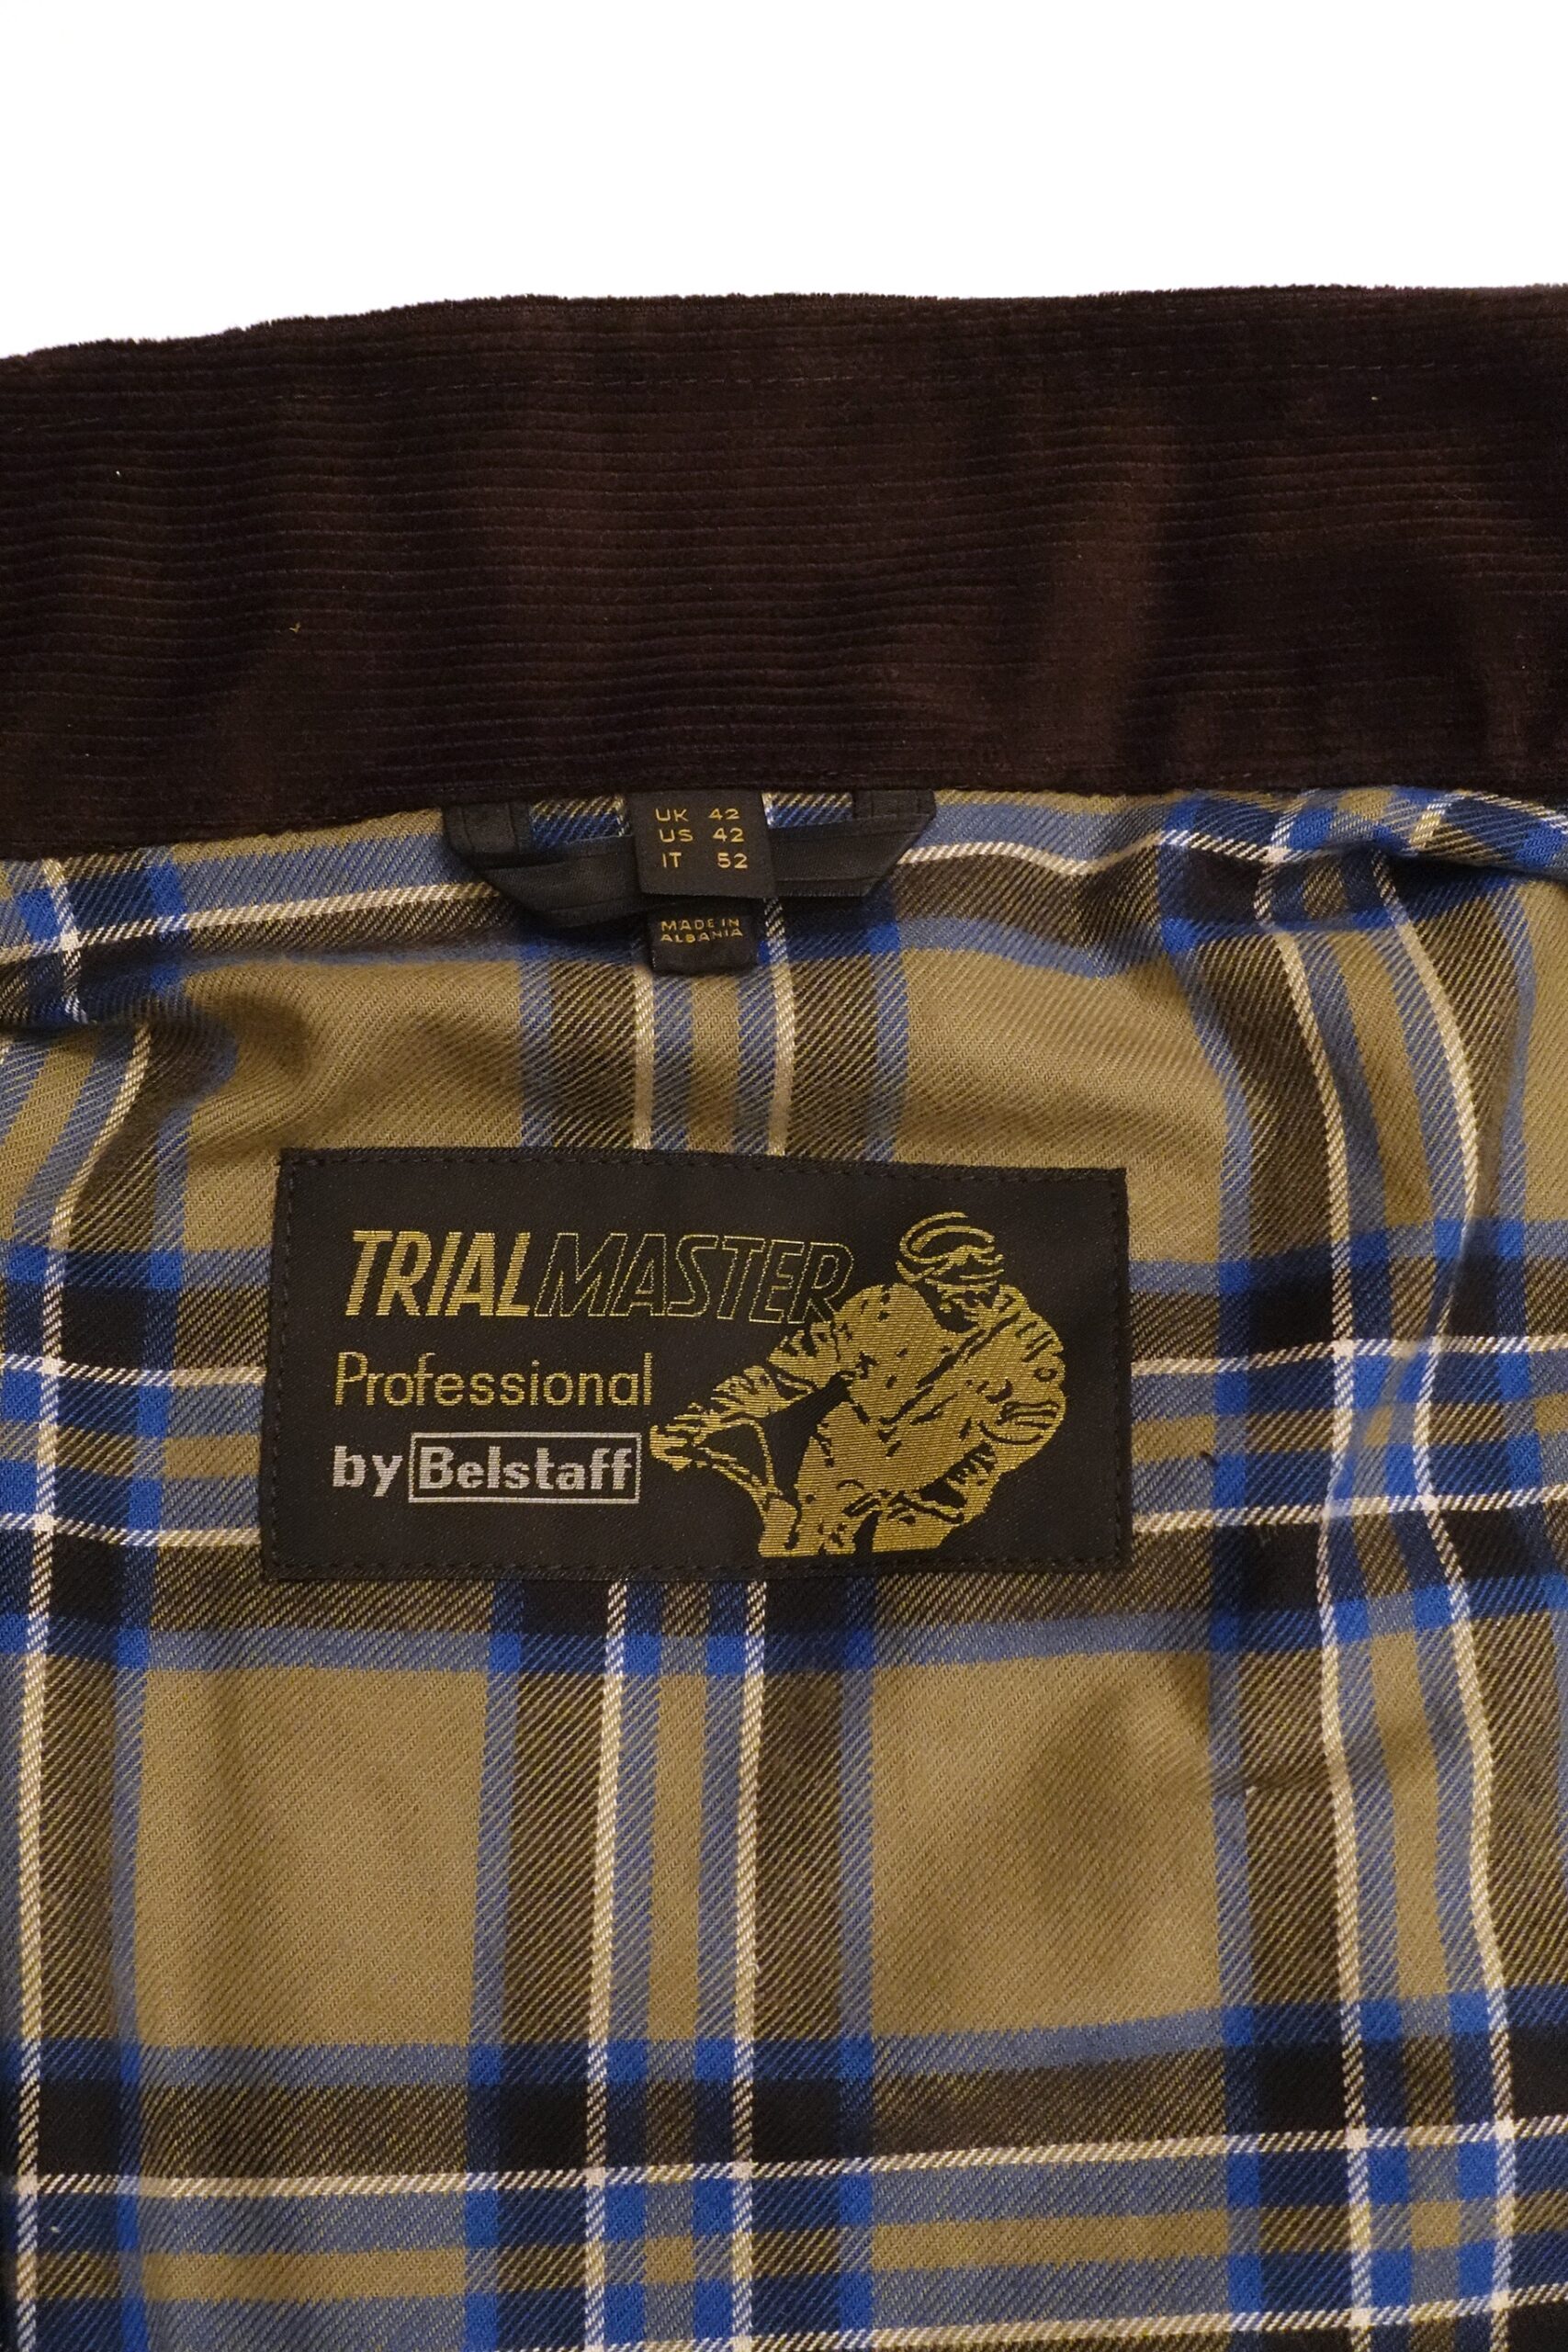 UK 42
US 42
IT 52
MADE IN
ALBANIA
TRIALMASTER
Professional
by Belstaff